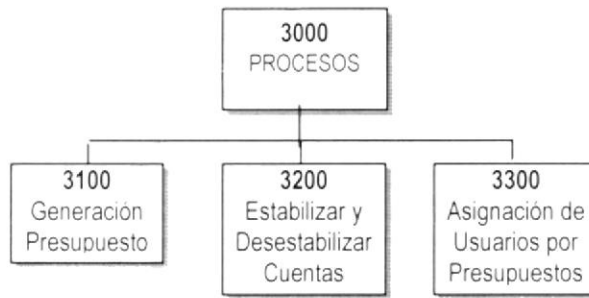 3000
PROCESOS
3100
Generación
Presupuesto
3200
Estabilizar y
Desestabilizar
Cuentas
3300
Asignación de
Usuarios por
Presupuestos